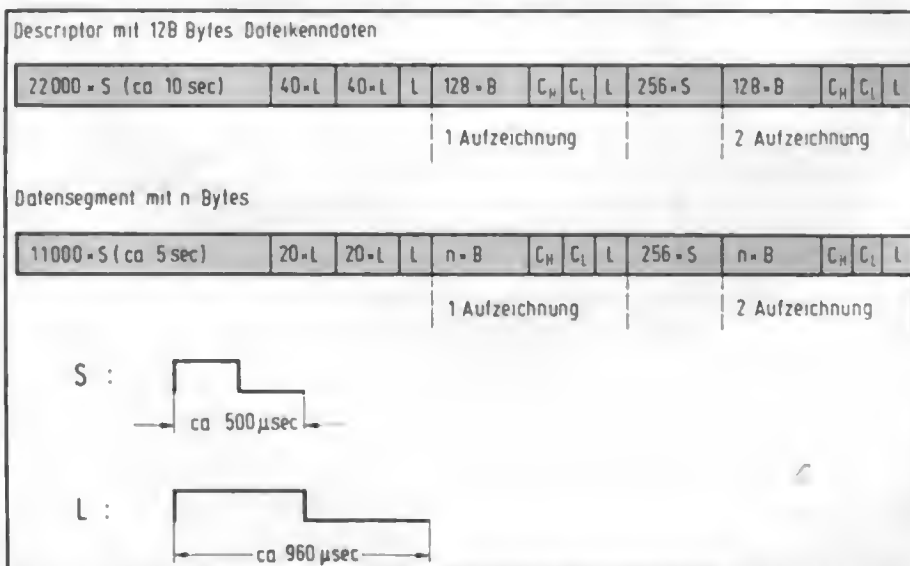 Descriptor mit 128 Bytes Dateikenndaten
22000 * S (ca 10 sec) 40*L 40*L L 128*B C_H C_L L 256*S 128*B C_H C_L L
1 Aufzeichnung 2 Aufzeichnung
Datensegment mit n Bytes
11000*S (ca 5 sec) 20*L 20*L L n*B C_H C_L L 256*S n*B C_H C_L L
1 Aufzeichnung 2 Aufzeichnung
S :
ca 500 µsec
L :
ca 960 µsec